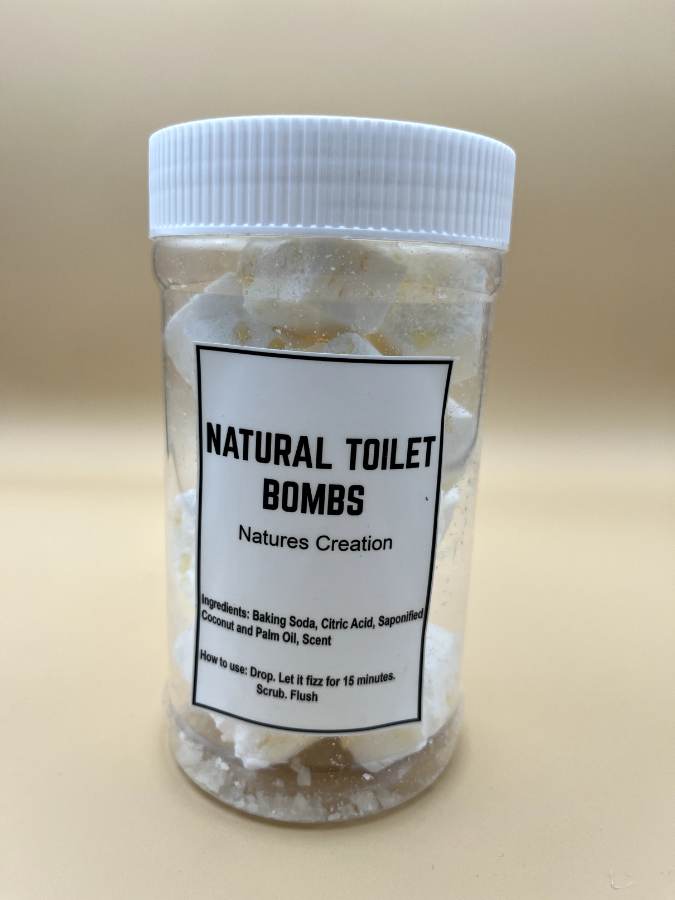 NATURAL TOILET
BOMBS
Natures Creation
Ingredients: Baking Soda, Citric Acid, Saponified
Coconut and Palm Oil, Scent
How to use: Drop. Let it fizz for 15 minutes.
Scrub. Flush